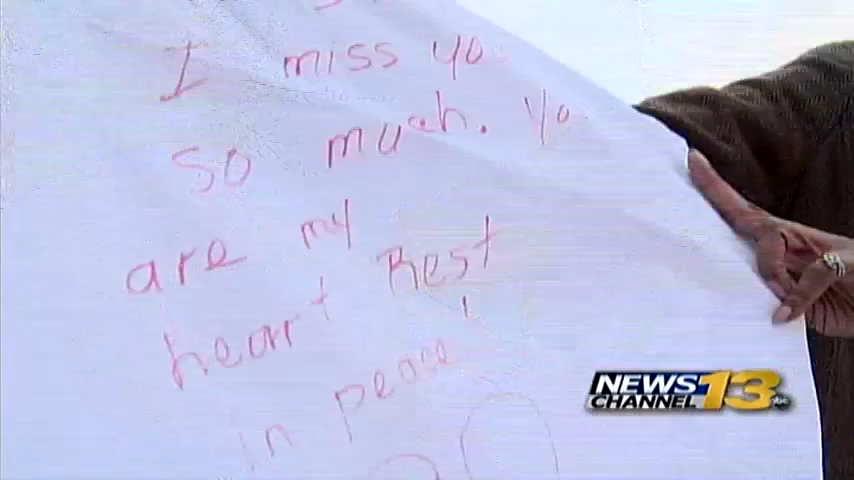 I miss yo
so much. Yo
are my
heart Rest
in peace!
NEWS 13
CHANNEL abc